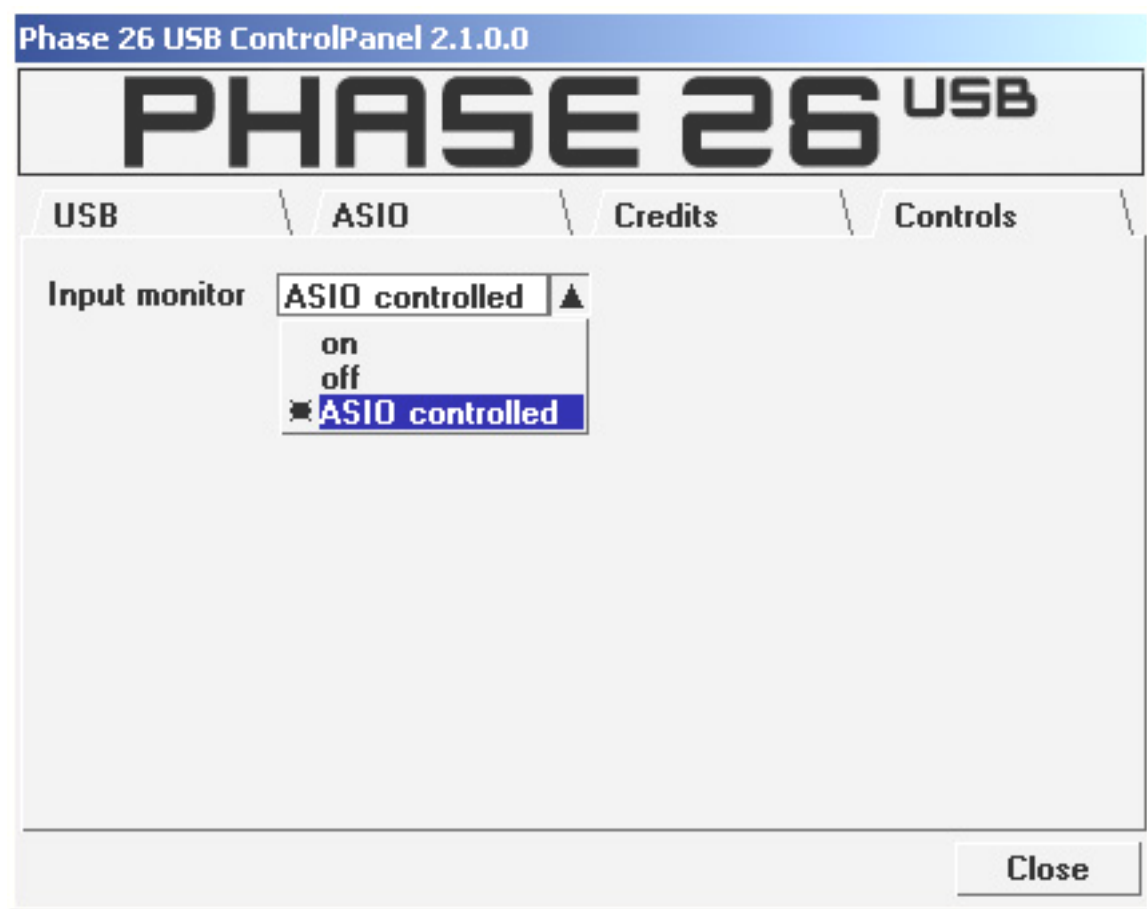 Phase 26 USB ControlPanel 2.1.0.0
PHASE 26 USB
USB ASIO Credits Controls
Input monitor ASIO controlled
on
off
ASIO controlled
Close